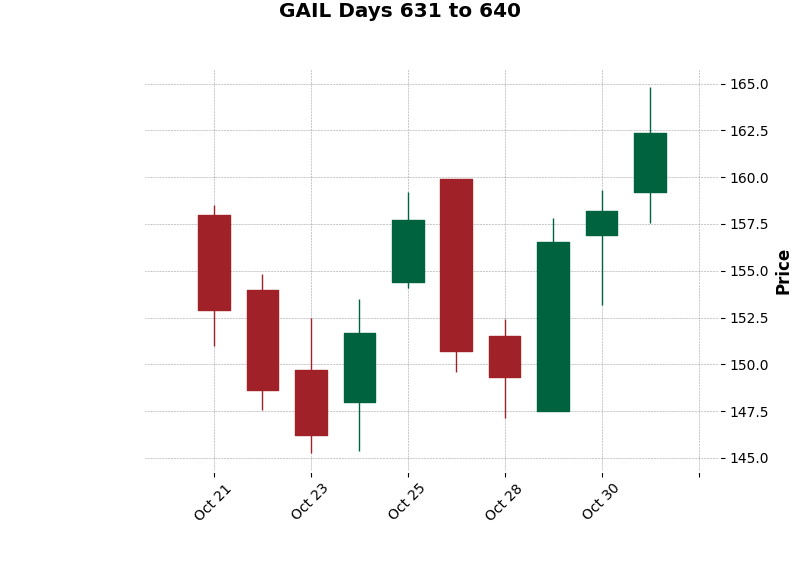 GAIL Days 631 to 640
165.0
162.5
160.0
157.5
155.0
152.5
150.0
147.5
145.0
Price
Oct 21
Oct 23
Oct 25
Oct 28
Oct 30